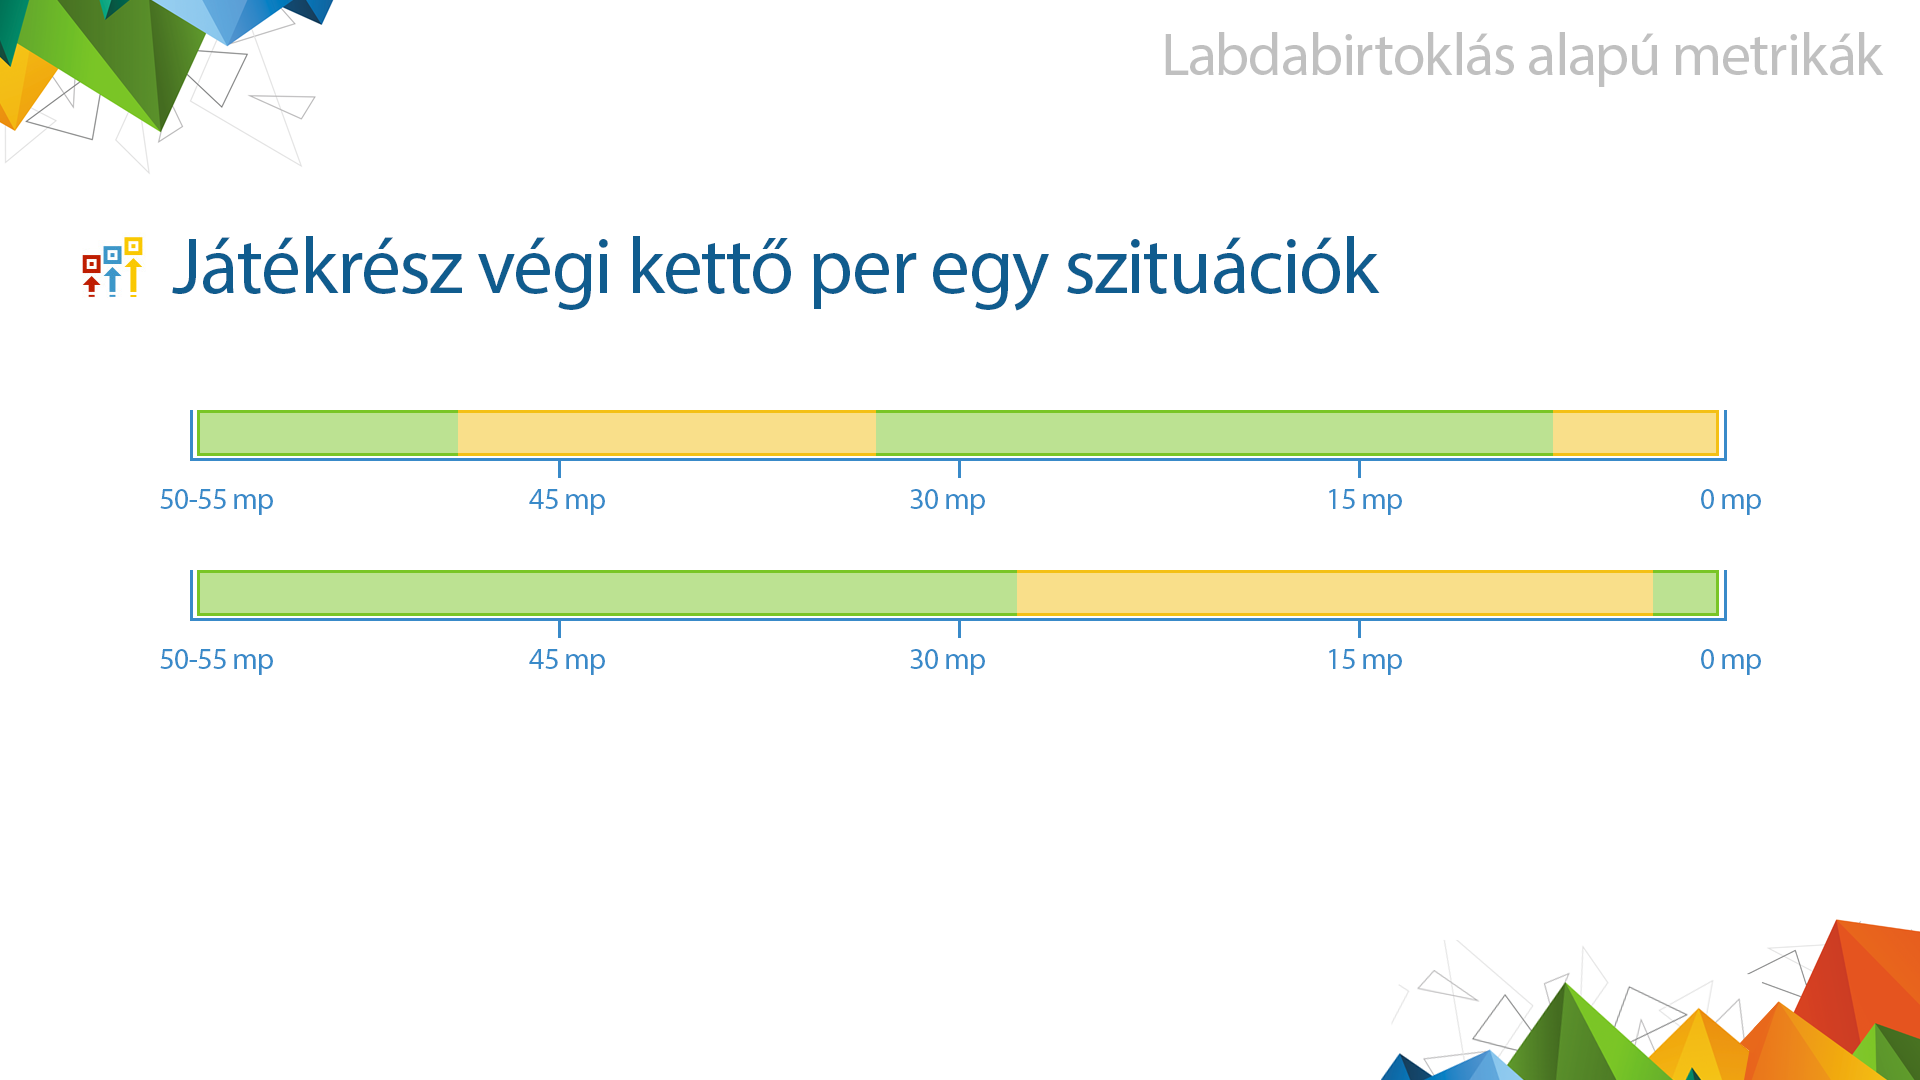 Labdabirtoklás alapú metrikák
Játékrész végi kettő per egy szituációk
50-55 mp 45 mp 30 mp 15 mp 0 mp
50-55 mp 45 mp 30 mp 15 mp 0 mp